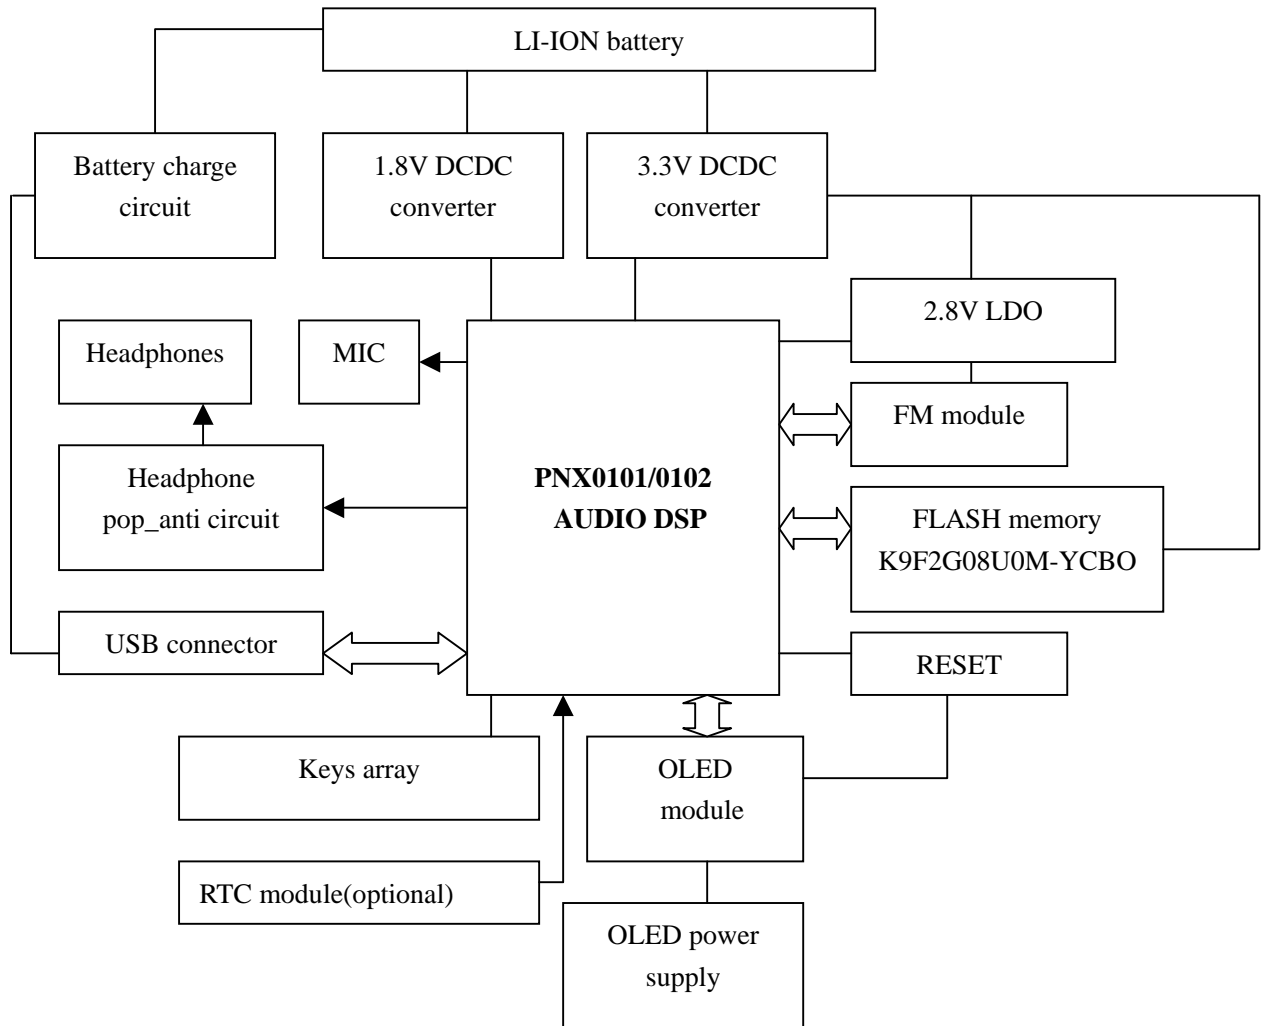 LI-ION battery
Battery charge
circuit
1.8V DCDC
converter
3.3V DCDC
converter
2.8V LDO
Headphones
MIC
FM module
Headphone
pop_anti circuit
PNX0101/0102
AUDIO DSP
FLASH memory
K9F2G08U0M-YCBO
USB connector
RESET
Keys array
OLED
module
RTC module(optional)
OLED power
supply